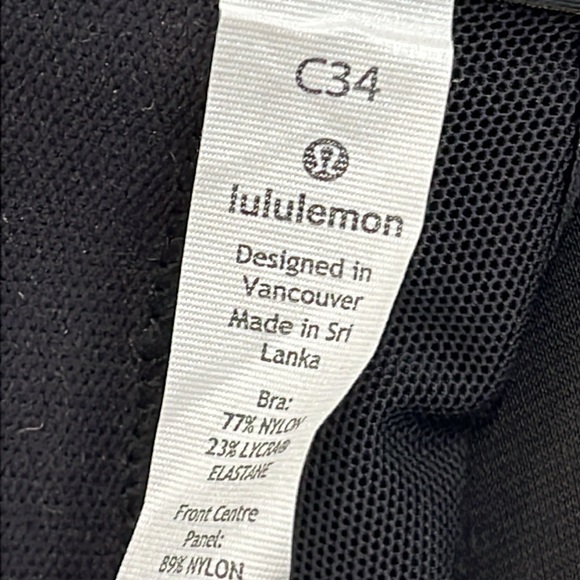 C34
lululemon
Designed in
Vancouver
Made in Sri
Lanka
Bra:
77% NYLON
23% LYCRA®
ELASTANE
Front Centre
Panel:
89% NYLON